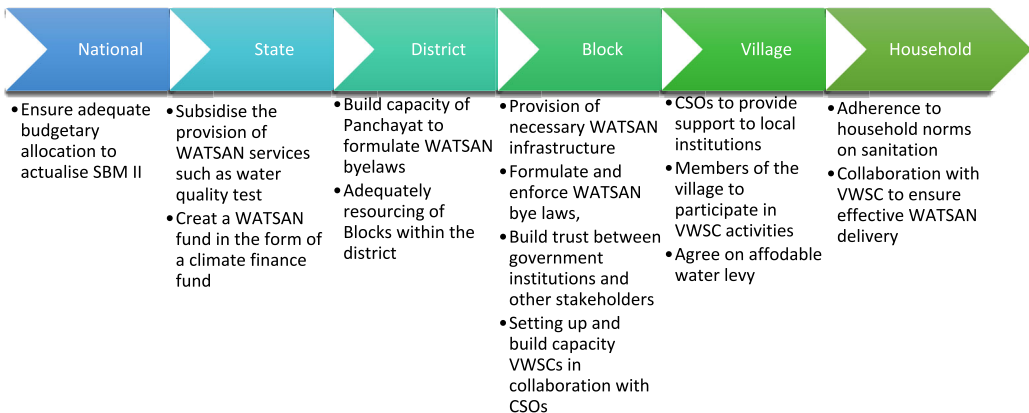 National
State
District
Block
Village
Household
•Ensure adequate
budgetary
allocation to
actualise SBM II
•Subsidise the
provision of
WATSAN services
such as water
quality test
•Creat a WATSAN
fund in the form of
a climate finance
fund
•Build capacity of
Panchayat to
formulate WATSAN
byelaws
•Adequately
resourcing of
Blocks within the
district
•Provision of
necessary WATSAN
infrastructure
•Formulate and
enforce WATSAN
bye laws,
•Build trust between
government
institutions and
other stakeholders
•Setting up and
build capacity
VWSCs in
collaboration with
CSOs
•CSOs to provide
support to local
institutions
•Members of the
village to
participate in
VWSC activities
•Agree on affodable
water levy
•Adherence to
household norms
on sanitation
•Collaboration with
VWSC to ensure
effective WATSAN
delivery